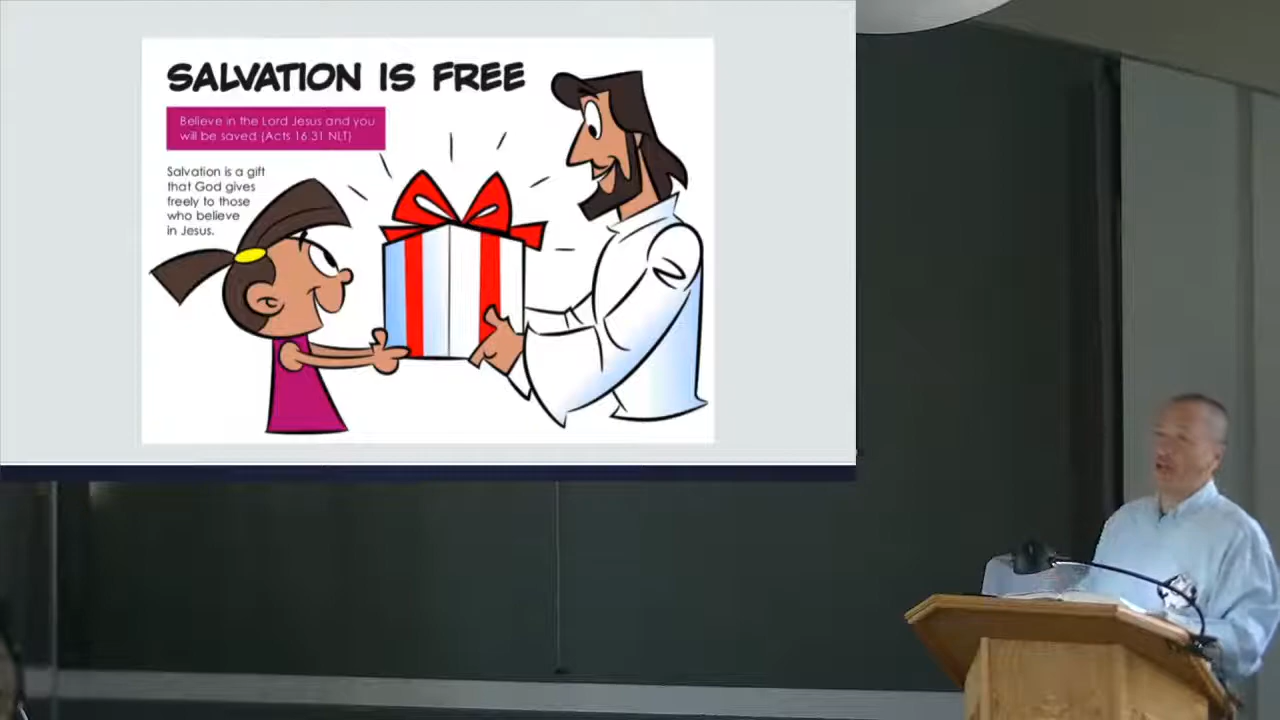 SALVATION IS FREE
Believe in the Lord Jesus and you
will be saved (Acts 16:31 NLT)
Salvation is a gift
that God gives
freely to those
who believe
in Jesus.